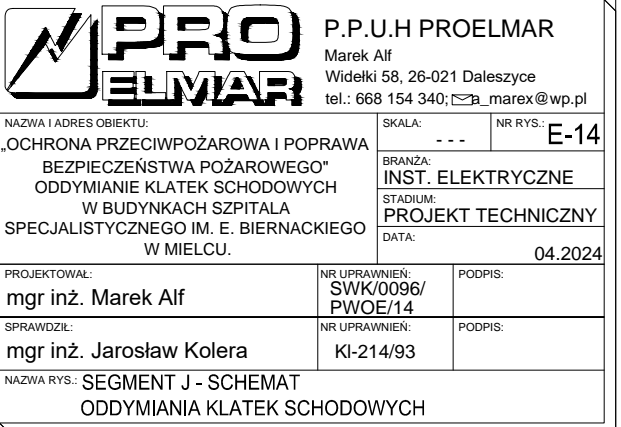 PRO
ELMAR
P.P.U.H PROELMAR
Marek Alf
Widełki 58, 26-021 Daleszyce
tel.: 668 154 340; a_marex@wp.pl
NAZWA I ADRES OBIEKTU:
„OCHRONA PRZECIWPOŻAROWA I POPRAWA
BEZPIECZEŃSTWA POŻAROWEGO"
ODDYMIANIE KLATEK SCHODOWYCH
W BUDYNKACH SZPITALA
SPECJALISTYCZNEGO IM. E. BIERNACKIEGO
W MIELCU.
SKALA:
- - -
NR RYS.: E-14
BRANŻA:
INST. ELEKTRYCZNE
STADIUM:
PROJEKT TECHNICZNY
DATA:
04.2024
PROJEKTOWAŁ:
mgr inż. Marek Alf
NR UPRAWNIEŃ:
SWK/0096/
PWOE/14
PODPIS:
SPRAWDZIŁ:
mgr inż. Jarosław Kolera
NR UPRAWNIEŃ:
KI-214/93
PODPIS:
NAZWA RYS.: SEGMENT J - SCHEMAT
ODDYMIANIA KLATEK SCHODOWYCH